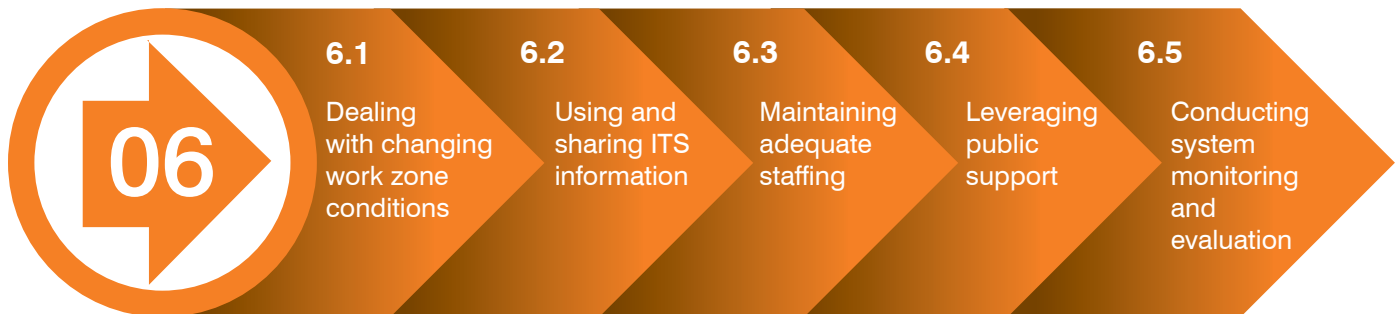 06
6.1
Dealing
with changing
work zone
conditions
6.2
Using and
sharing ITS
information
6.3
Maintaining
adequate
staffing
6.4
Leveraging
public
support
6.5
Conducting
system
monitoring
and
evaluation